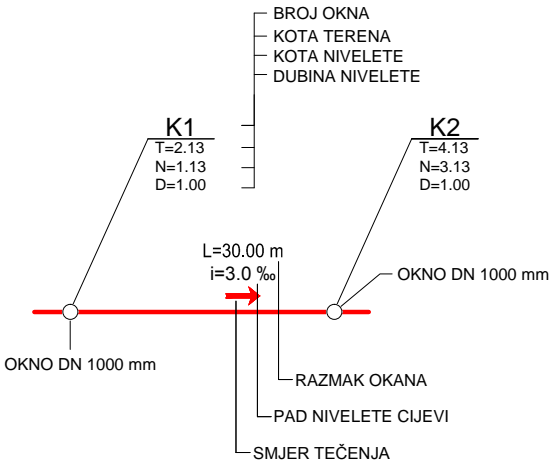 BROJ OKNA
KOTA TERENA
KOTA NIVELETE
DUBINA NIVELETE
K1
T=2.13
N=1.13
D=1.00
K2
T=4.13
N=3.13
D=1.00
L=30.00 m
i=3.0 ‰
OKNO DN 1000 mm
OKNO DN 1000 mm
RAZMAK OKANA
PAD NIVELETE CIJEVI
SMJER TEČENJA